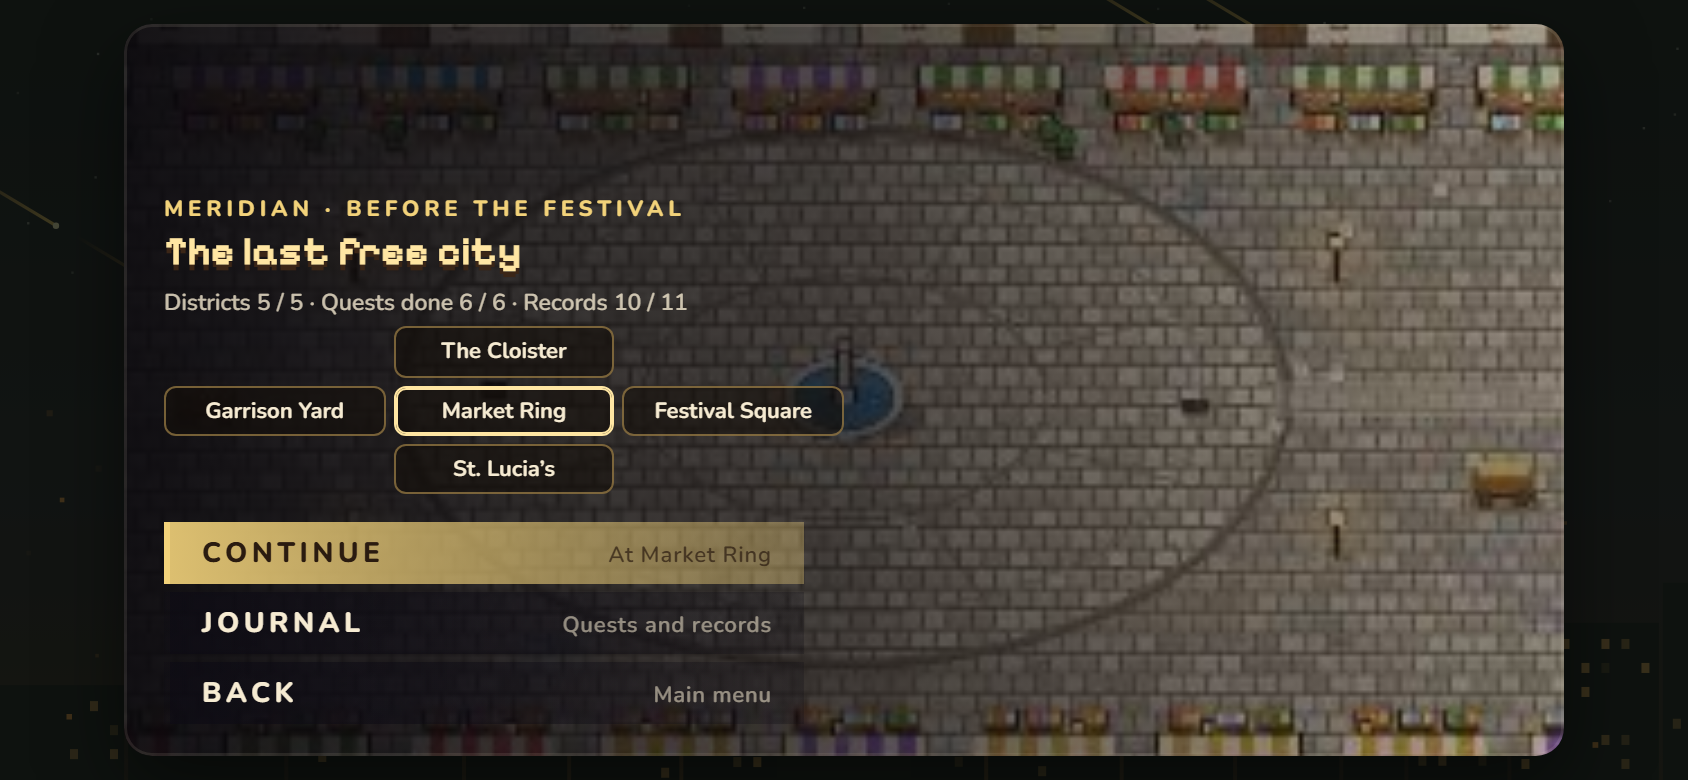 MERIDIAN · BEFORE THE FESTIVAL
The last free city
Districts 5 / 5 · Quests done 6 / 6 · Records 10 / 11
The Cloister
Garrison Yard Market Ring Festival Square
St. Lucia’s
CONTINUE At Market Ring
JOURNAL Quests and records
BACK Main menu